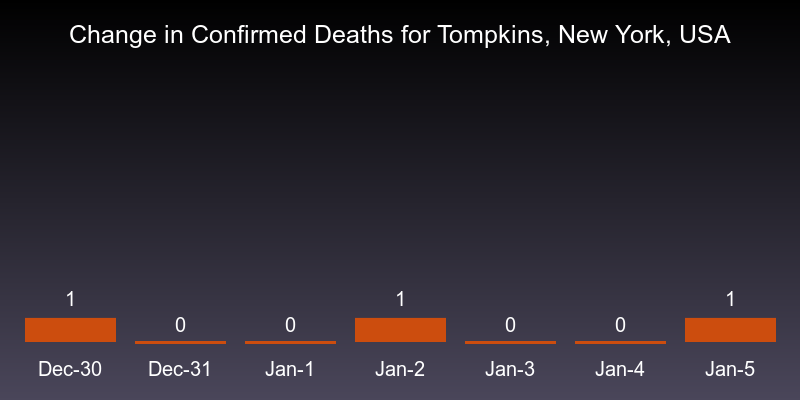 Change in Confirmed Deaths for Tompkins, New York, USA
1 0 0 1 0 0 1
Dec-30 Dec-31 Jan-1 Jan-2 Jan-3 Jan-4 Jan-5